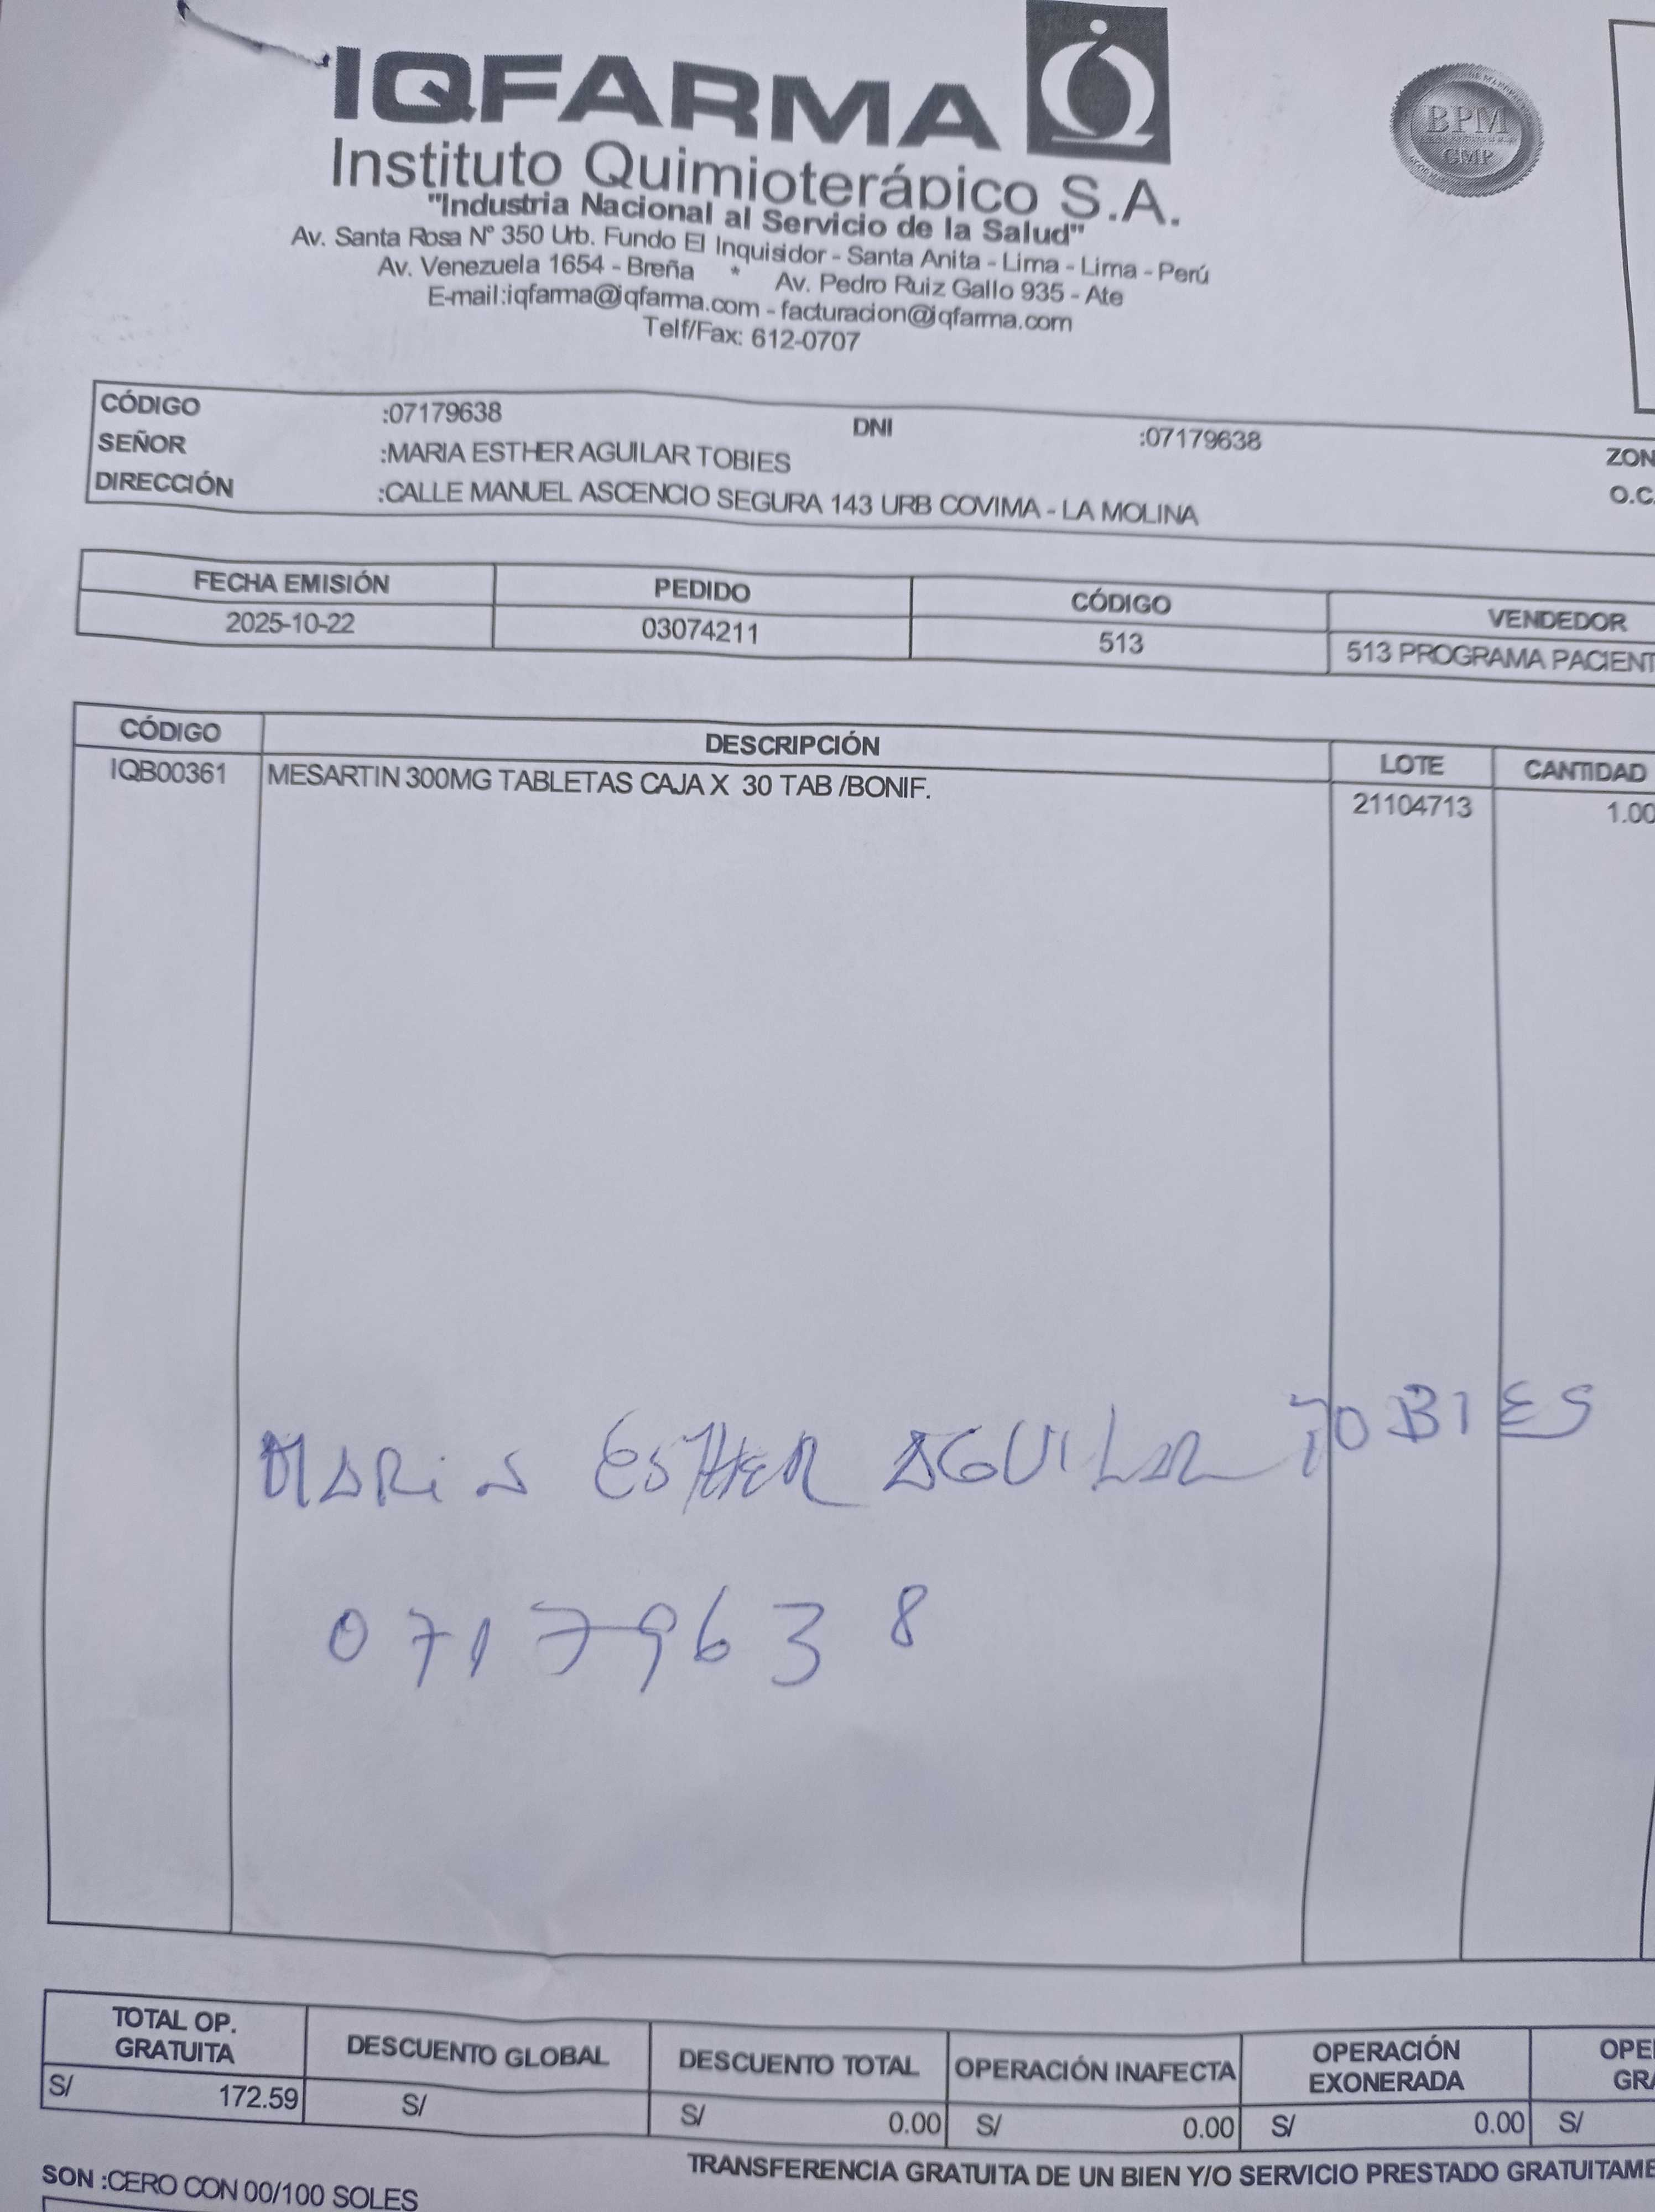 IQFARMA
Instituto Quimioterápico S.A.
"Industria Nacional al Servicio de la Salud"
Av. Santa Rosa Nº 350 Urb. Fundo El Inquisidor - Santa Anita - Lima - Lima - Perú
Av. Venezuela 1654 - Breña * Av. Pedro Ruiz Gallo 935 - Ate
E-mail:iqfarma@iqfarma.com - facturacion@iqfarma.com
Telf/Fax: 612-0707
BPM
GMP
CÓDIGO :07179638 DNI :07179638 ZON
SEÑOR :MARIA ESTHER AGUILAR TOBIES O.C.
DIRECCIÓN :CALLE MANUEL ASCENCIO SEGURA 143 URB COVIMA - LA MOLINA
FECHA EMISIÓN PEDIDO CÓDIGO VENDEDOR
2025-10-22 03074211 513 513 PROGRAMA PACIENT
CÓDIGO DESCRIPCIÓN LOTE CANTIDAD
IQB00361 MESARTIN 300MG TABLETAS CAJA X 30 TAB /BONIF. 21104713 1.00
MARIA ESTHER AGUILAR TOBIES
07179638
TOTAL OP. GRATUITA DESCUENTO GLOBAL DESCUENTO TOTAL OPERACIÓN INAFECTA OPERACIÓN EXONERADA OPE GRA
S/ 172.59 S/ S/ 0.00 S/ 0.00 S/ 0.00 S/
TRANSFERENCIA GRATUITA DE UN BIEN Y/O SERVICIO PRESTADO GRATUITAME
SON :CERO CON 00/100 SOLES